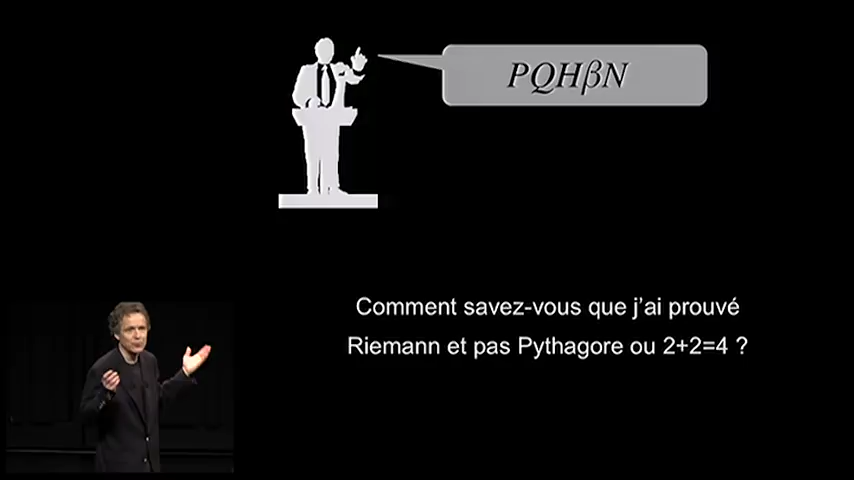 PQHβN
Comment savez-vous que j'ai prouvé
Riemann et pas Pythagore ou 2+2=4 ?